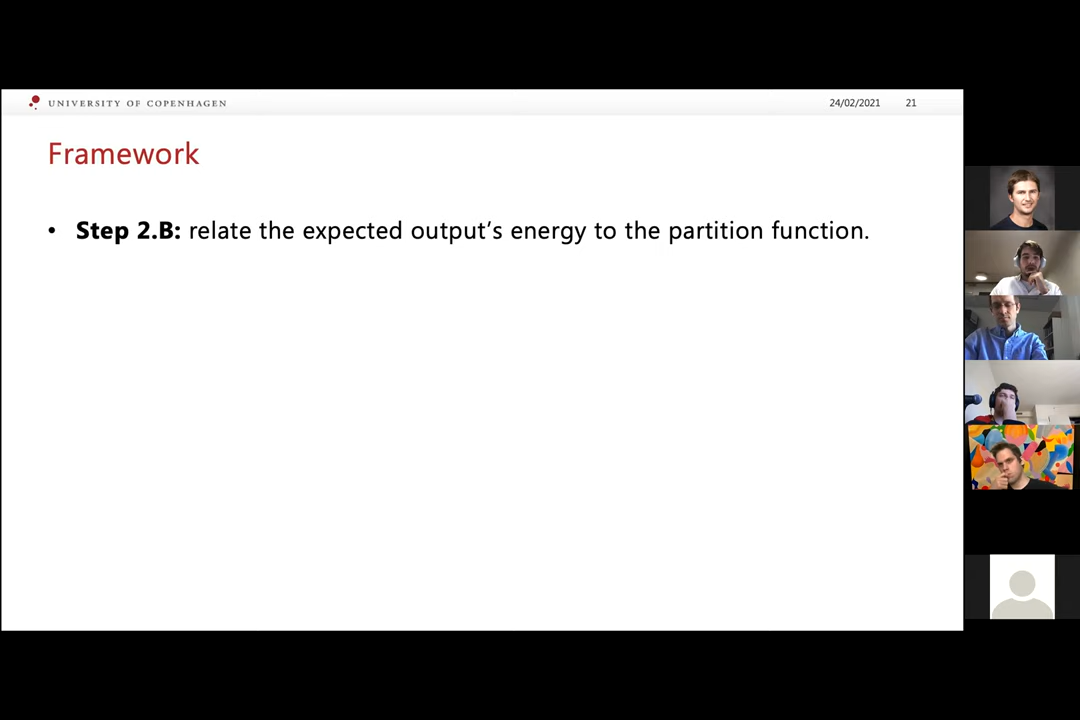 UNIVERSITY OF COPENHAGEN
24/02/2021 21
Framework
• Step 2.B: relate the expected output’s energy to the partition function.